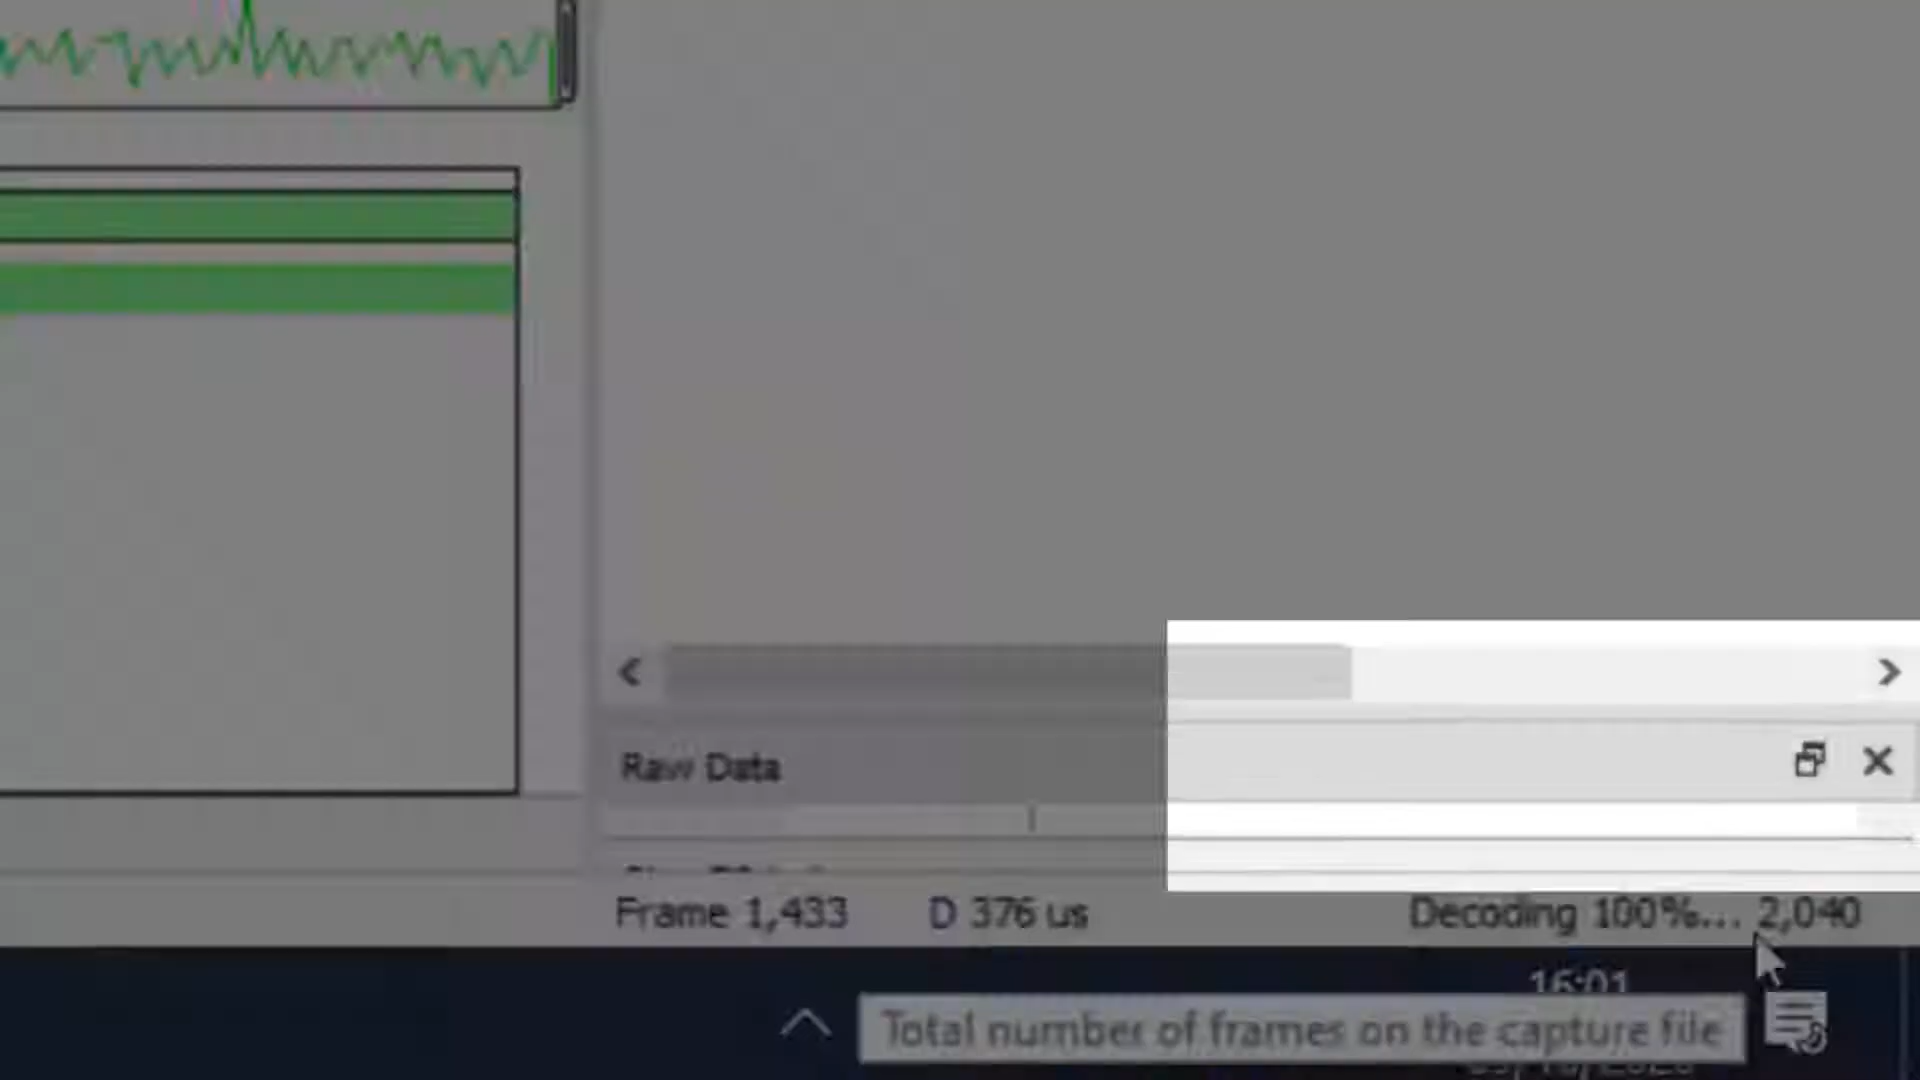 Raw Data
Frame 1,433 D 376 us Decoding 100%... 2,040
16:01
Total number of frames on the capture file